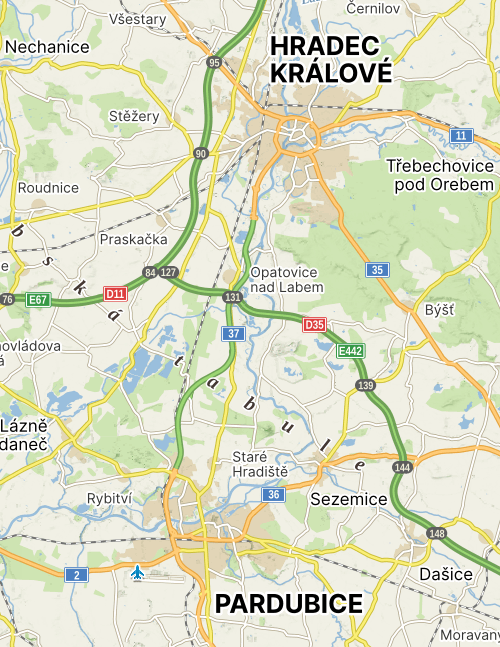 Černilov
Všestary
HRADEC
KRÁLOVÉ
Nechanice
95
Stěžery
11
90
Třebechovice
pod Orebem
Roudnice
b s k á t a b u l e
Praskačka
35
e
84 127
Opatovice
nad Labem
76
E67
D11
131
Býšť
D35
37
ovládova
á
E442
139
Lázně
daneč
Staré
Hradiště
144
Rybitví
36
Sezemice
148
2
Dašice
PARDUBICE
Moravany